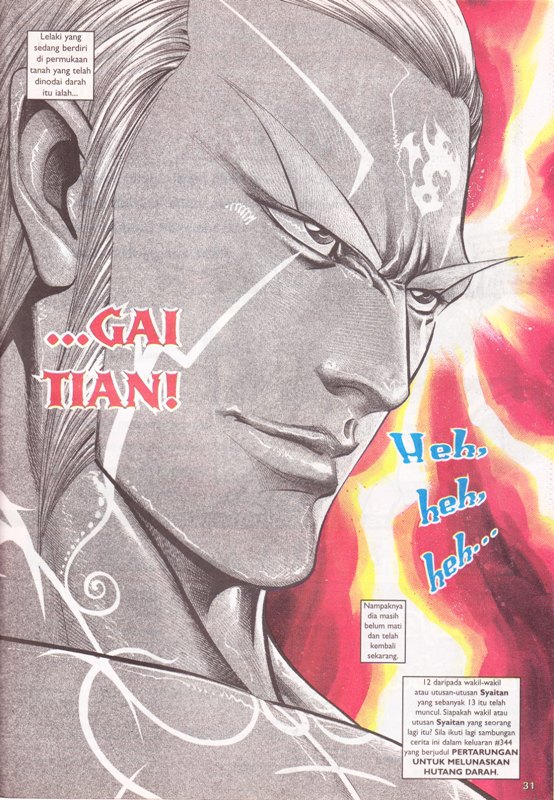 Lelaki yang
sedang berdiri
di permukaan
tanah yang telah
dinodai darah
itu ialah...
...GAI
TIAN!
Heh,
heh,
heh...
Nampaknya
dia masih
belum mati
dan telah
kembali
sekarang.
12 daripada wakil-wakil
atau utusan-utusan Syaitan
yang sebanyak 13 itu telah
muncul. Siapakah wakil atau
utusan Syaitan yang seorang
lagi itu? Sila ikuti lagi sambungan
cerita ini dalam keluaran #344
yang berjudul PERTARUNGAN
UNTUK MELUNASKAN
HUTANG DARAH.
31